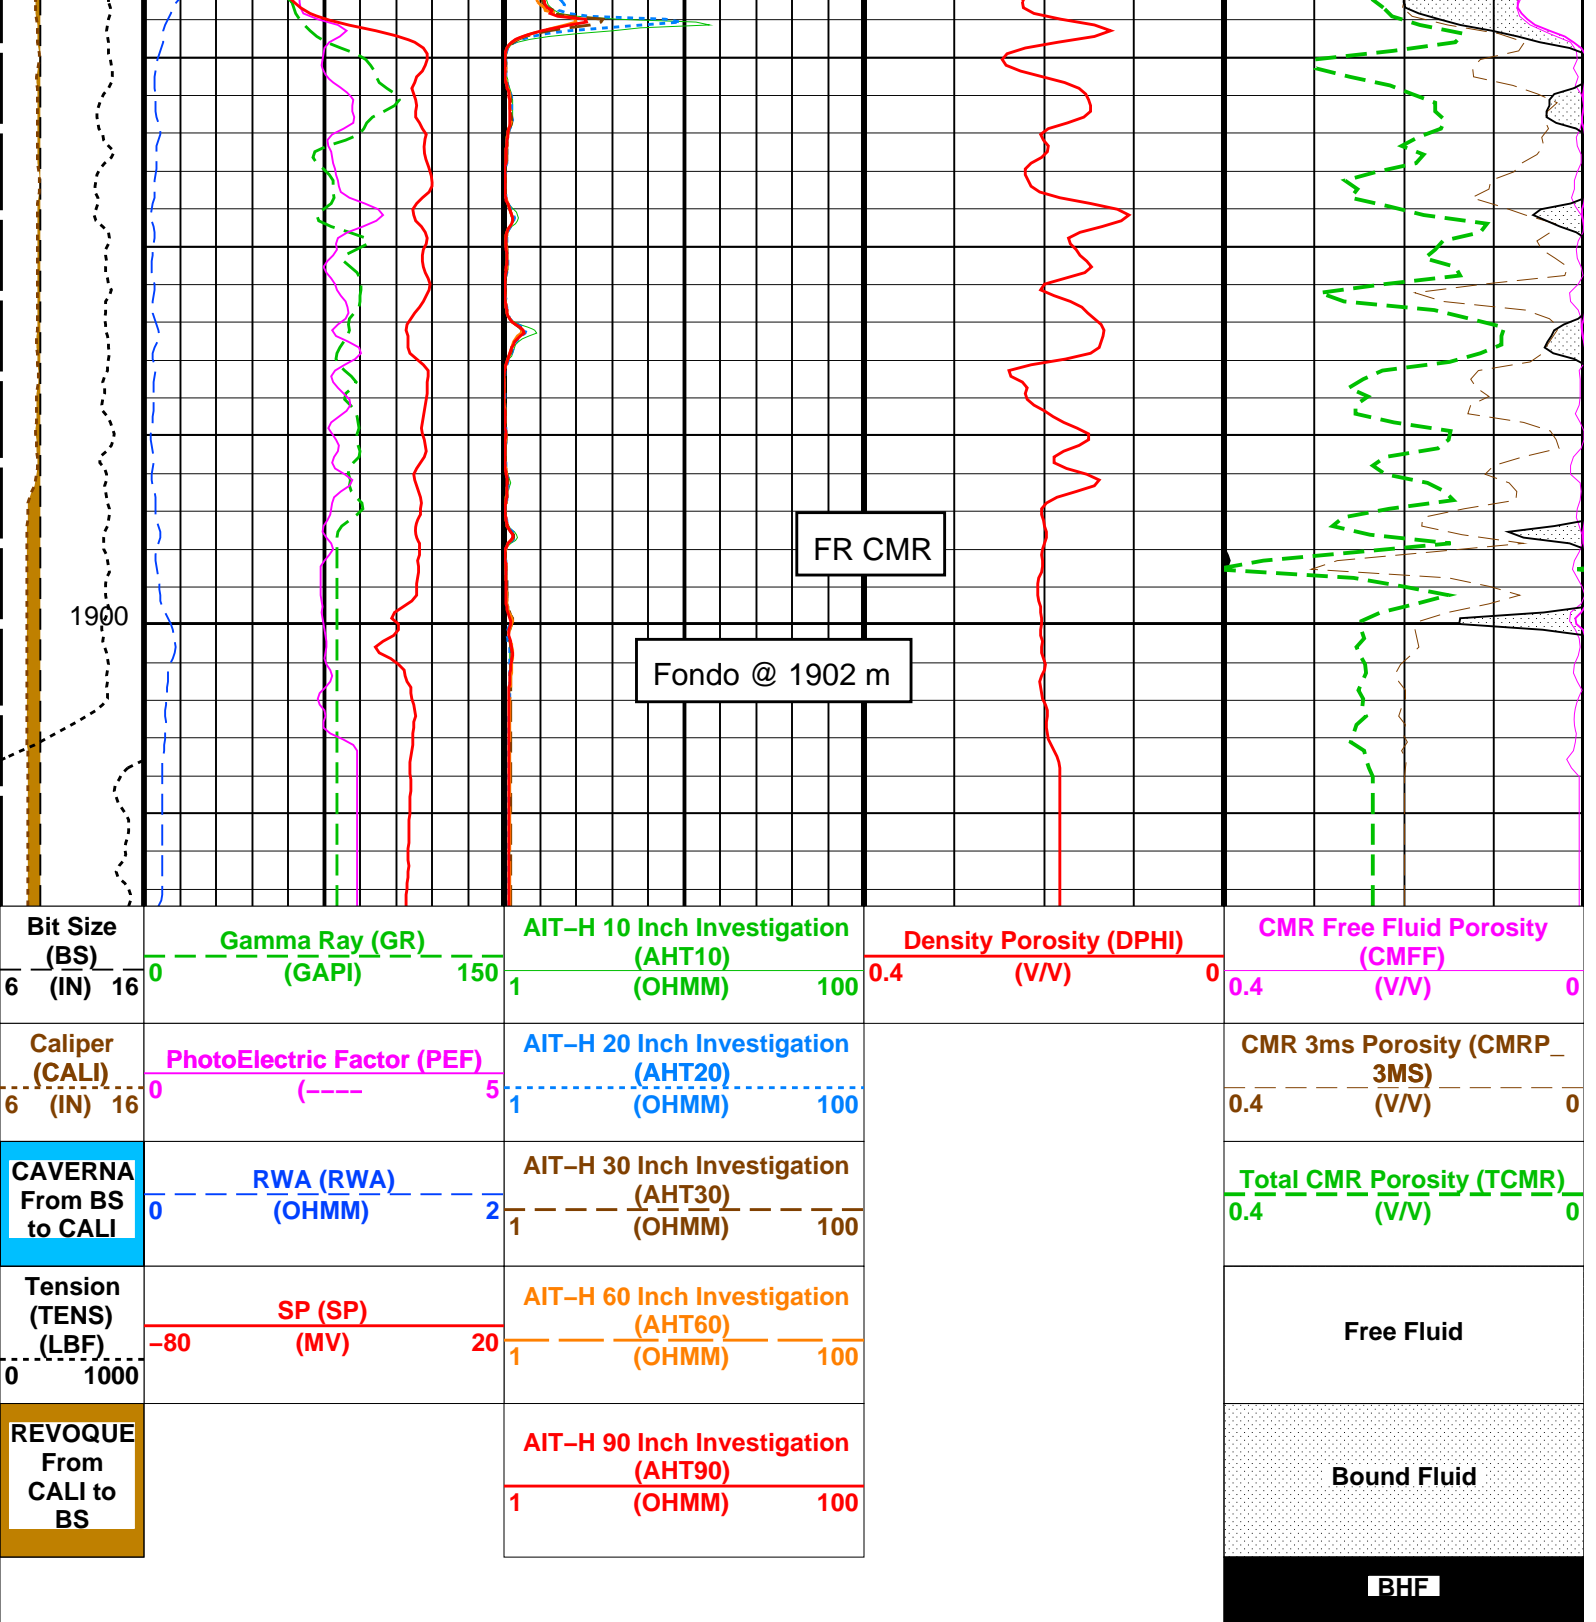 FR CMR
1900
Fondo @ 1902 m
Bit Size
(BS)
6 (IN) 16
Gamma Ray (GR)
0 (GAPI) 150
AIT–H 10 Inch Investigation
(AHT10)
1 (OHMM) 100
Density Porosity (DPHI)
0.4 (V/V) 0
CMR Free Fluid Porosity
(CMFF)
0.4 (V/V) 0
Caliper
(CALI)
6 (IN) 16
PhotoElectric Factor (PEF)
0 (–––– 5
AIT–H 20 Inch Investigation
(AHT20)
1 (OHMM) 100
CMR 3ms Porosity (CMRP_
3MS)
0.4 (V/V) 0
CAVERNA
From BS
to CALI
RWA (RWA)
0 (OHMM) 2
AIT–H 30 Inch Investigation
(AHT30)
1 (OHMM) 100
Total CMR Porosity (TCMR)
0.4 (V/V) 0
Tension
(TENS)
(LBF)
0 1000
SP (SP)
–80 (MV) 20
AIT–H 60 Inch Investigation
(AHT60)
1 (OHMM) 100
Free Fluid
REVOQUE
From
CALI to
BS
AIT–H 90 Inch Investigation
(AHT90)
1 (OHMM) 100
Bound Fluid
BHF